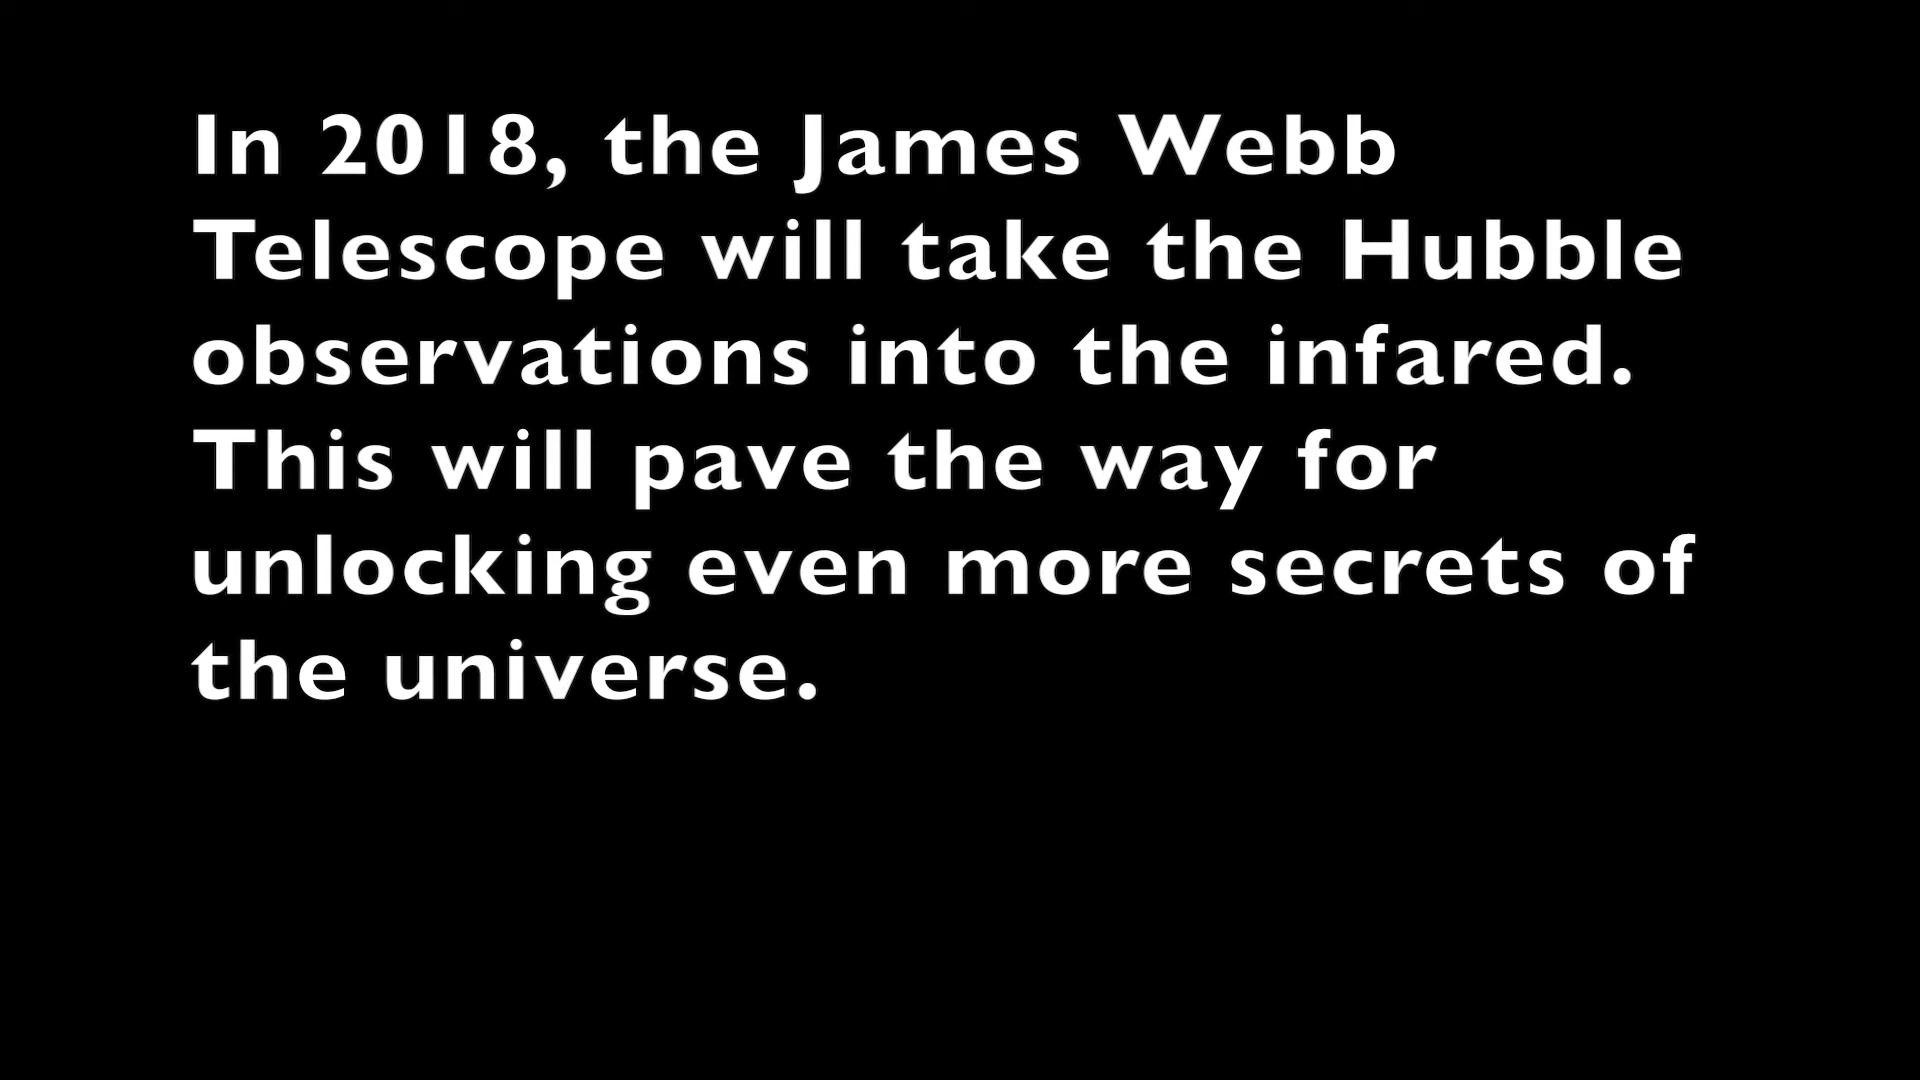 In 2018, the James Webb
Telescope will take the Hubble
observations into the infared.
This will pave the way for
unlocking even more secrets of
the universe.